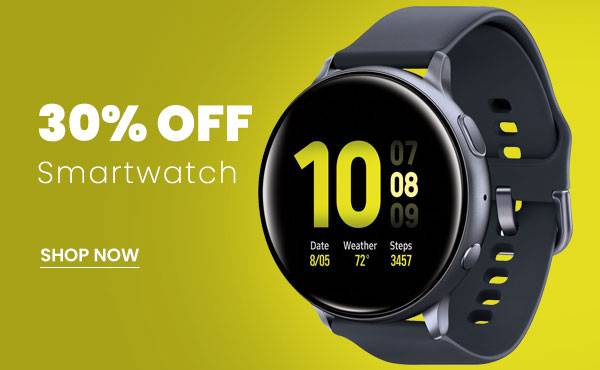 30% OFF
Smartwatch
SHOP NOW
10
07
08
09
Date Weather Steps
8/05 72° 3457